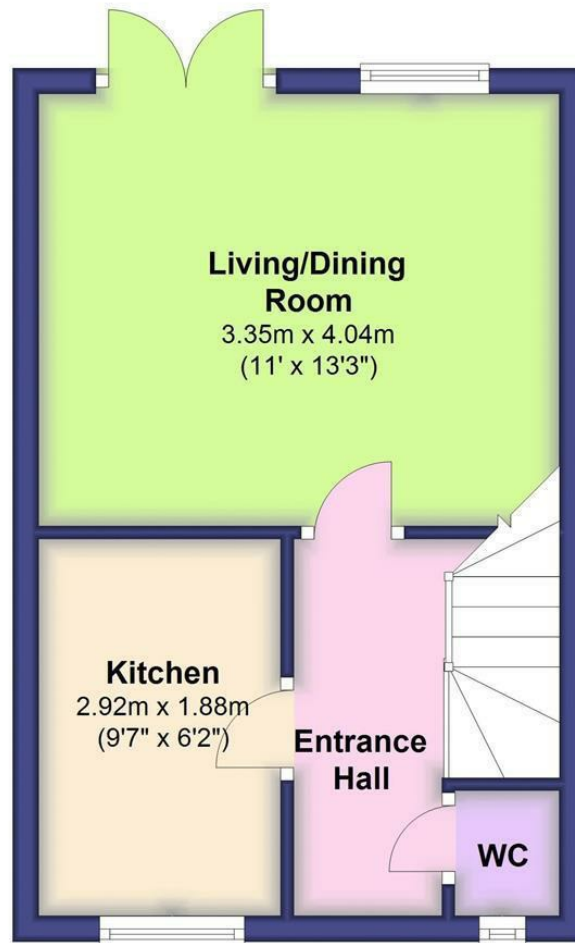 Living/Dining
Room
3.35m x 4.04m
(11' x 13'3")
Kitchen
2.92m x 1.88m
(9'7" x 6'2")
Entrance
Hall
WC